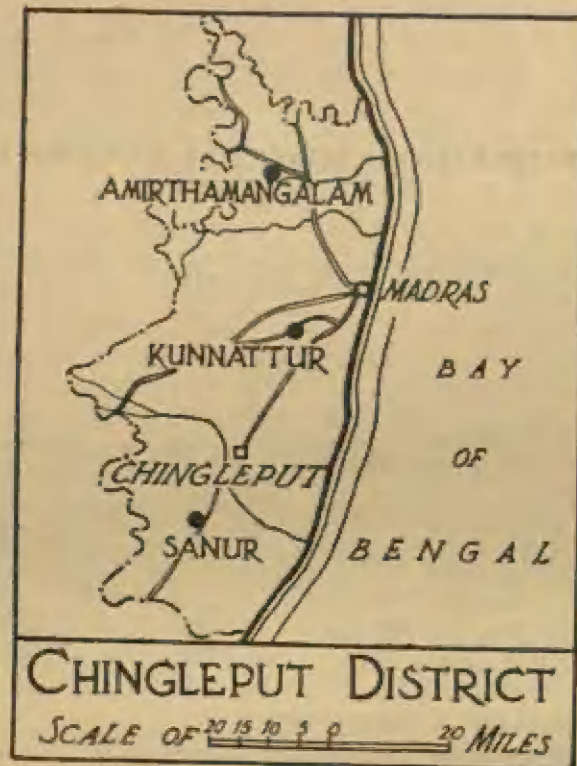 AMIRTHAMANGALAM
MADRAS
KUNNATTUR
BAY
OF
BENGAL
CHINGLEPUT
SANUR
CHINGLEPUT DISTRICT
SCALE OF 20 15 10 5 0 20 MILES